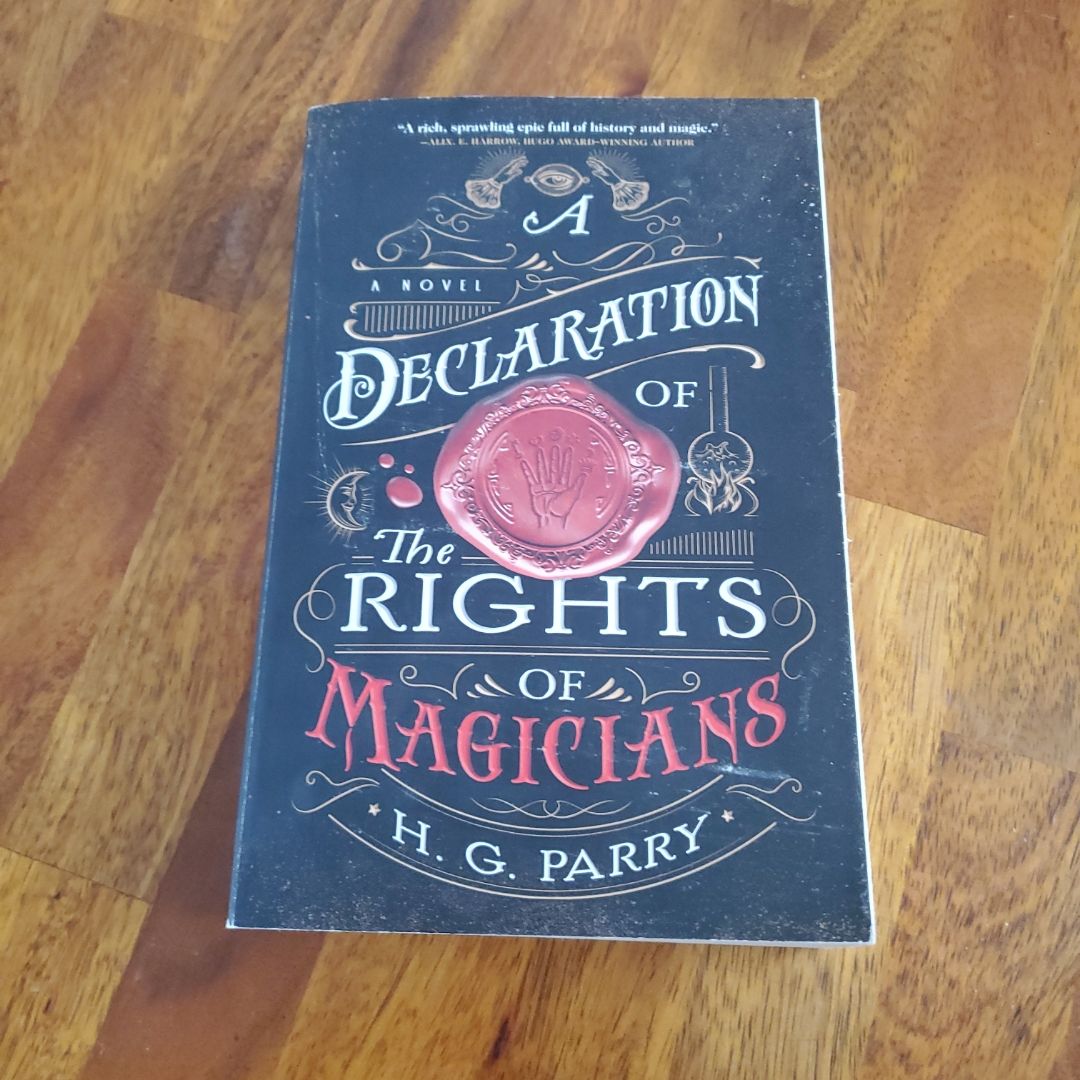 “A rich, sprawling epic full of history and magic.”
—ALIX. E. HARROW, HUGO AWARD–WINNING AUTHOR
A
A NOVEL
DECLARATION
OF
The
RIGHTS
OF
MAGICIANS
H. G. PARRY